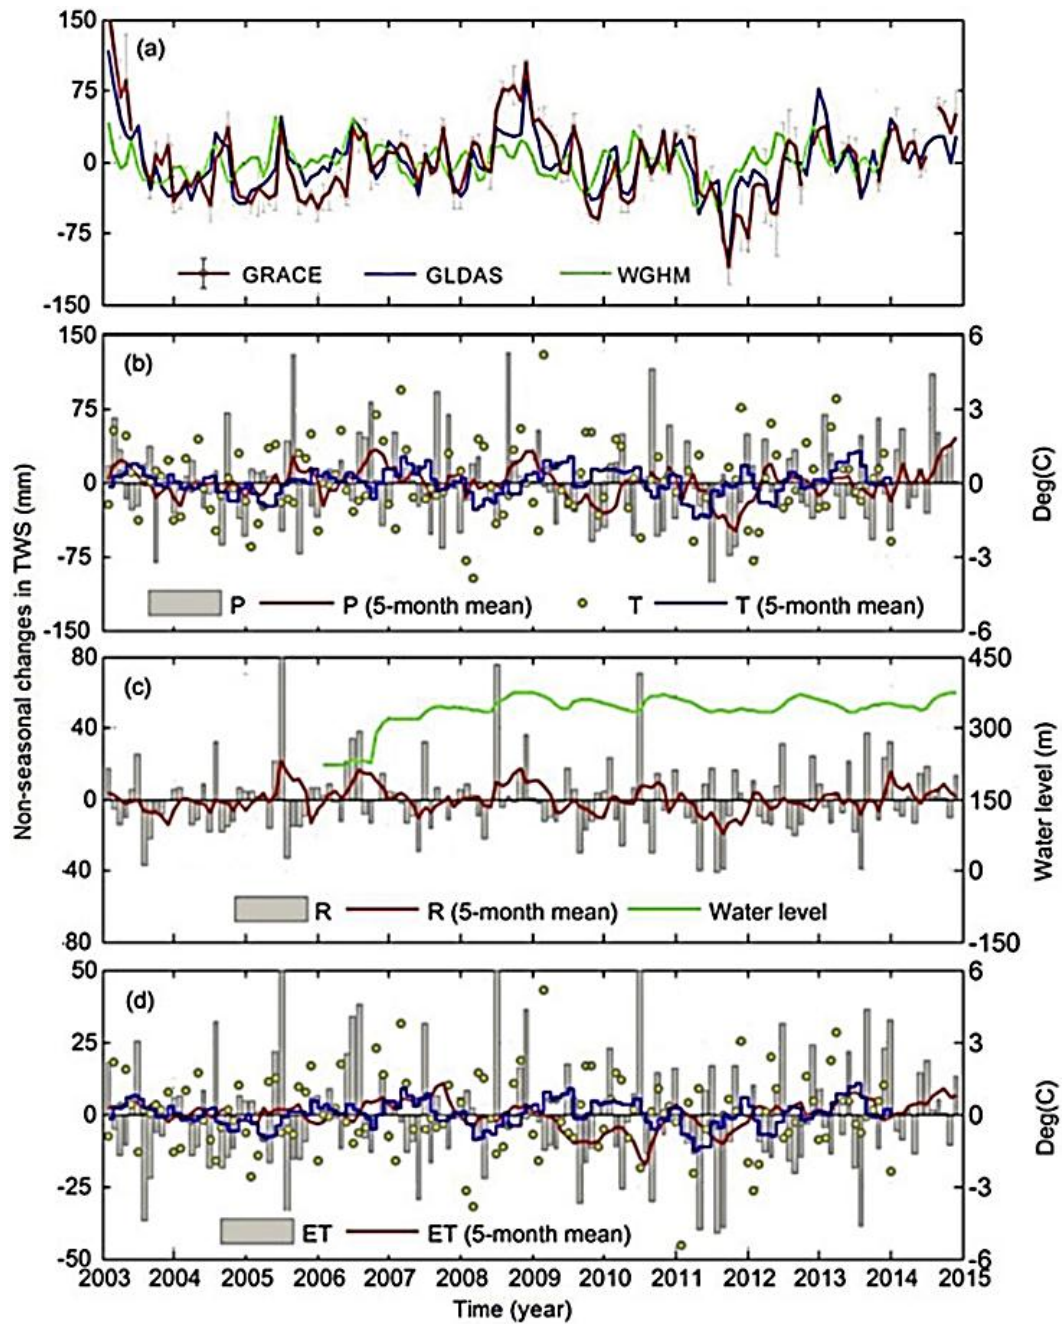 Non-seasonal changes in TWS (mm)
150
75
0
-75
-150
(a)
GRACE GLDAS WGHM
150
75
0
-75
-150
(b)
P P (5-month mean) T T (5-month mean)
6
3
0
-3
-6
Deg(C)
80
40
0
-40
-80
(c)
R R (5-month mean) Water level
450
300
150
0
-150
Water level (m)
50
25
0
-25
-50
(d)
ET ET (5-month mean)
6
3
0
-3
-6
Deg(C)
2003 2004 2005 2006 2007 2008 2009 2010 2011 2012 2013 2014 2015
Time (year)